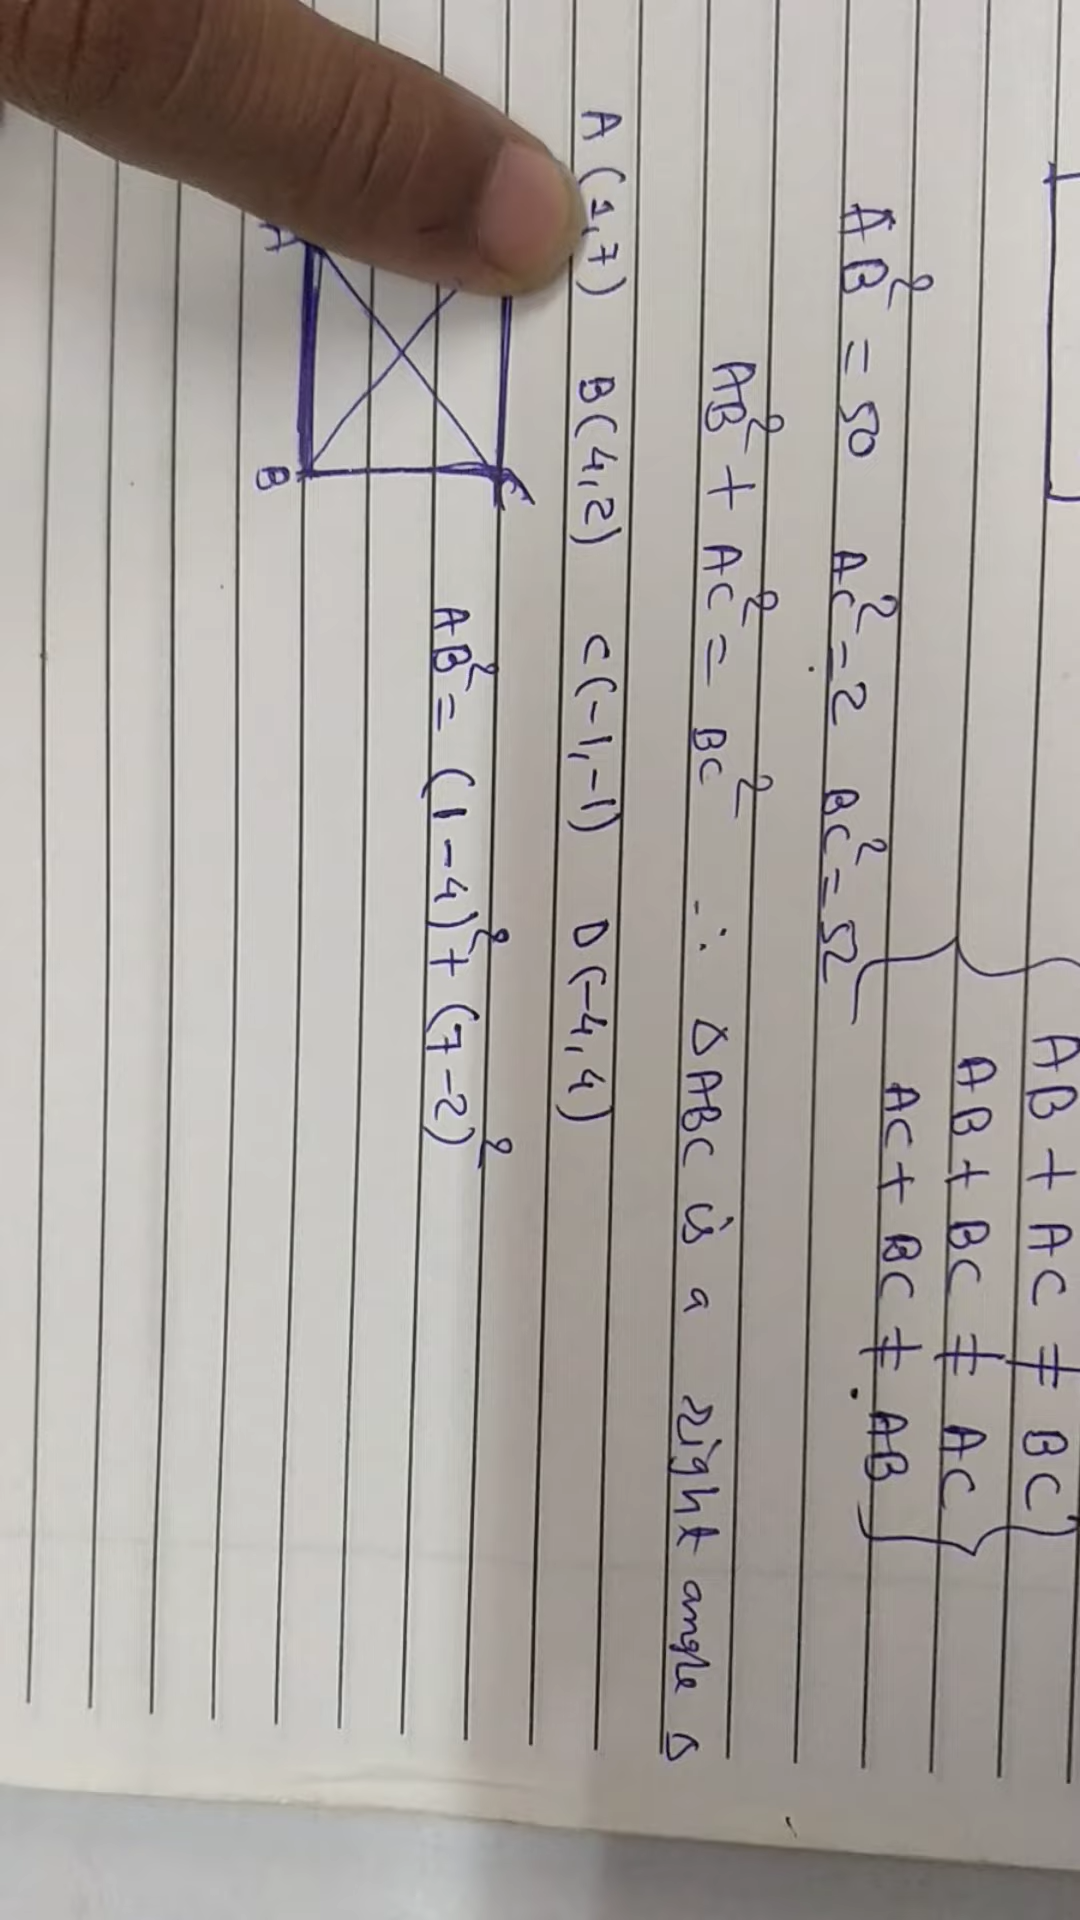 AB + AC ≠ BC
AB + BC ≠ AC
AC + BC ≠ AB
AB² = 50 AC² = 2 BC² = 52
AB² + AC² = BC² ∴ ΔABC is a right angle Δ
A (1,7) B(4,2) C(-1,-1) D(-4,4)
C
AB² = (1-4)² + (7-2)²
A B